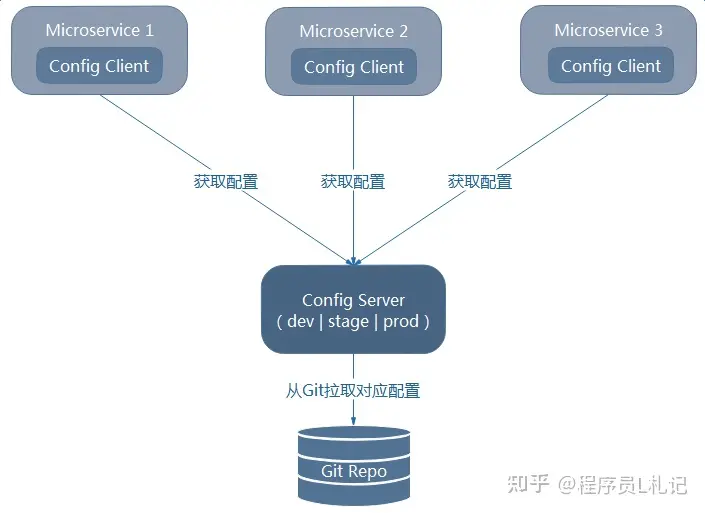 Microservice 1
Config Client
Microservice 2
Config Client
Microservice 3
Config Client
获取配置
获取配置
获取配置
Config Server
( dev | stage | prod )
从Git拉取对应配置
Git Repo
知乎 @程序员L札记